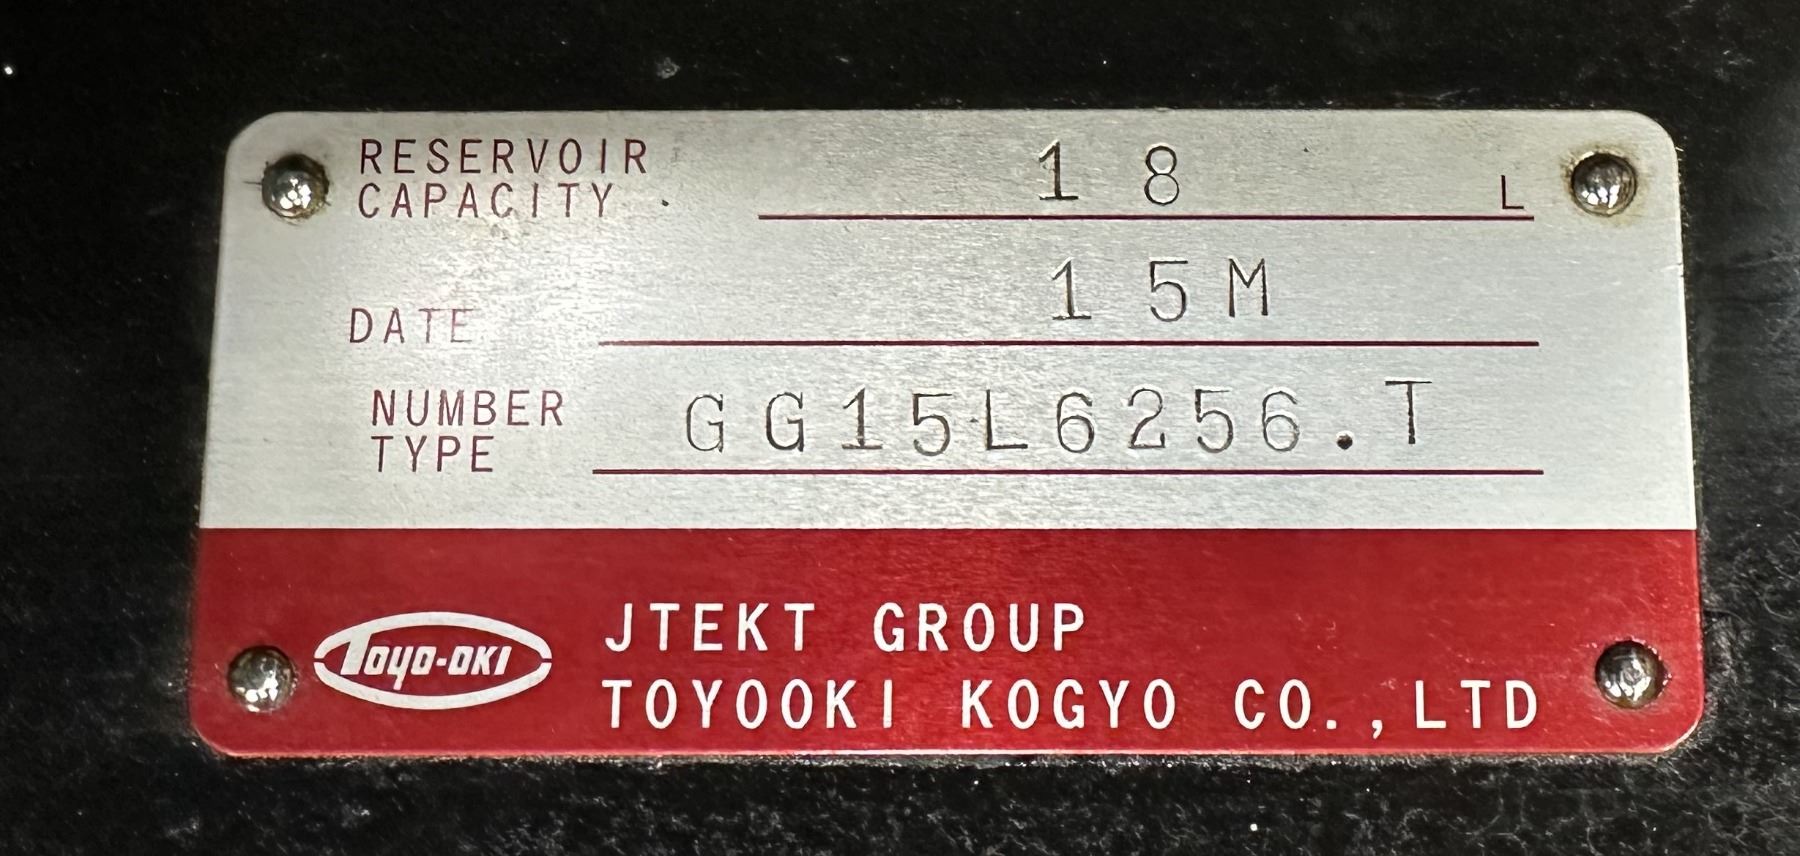 RESERVOIR
CAPACITY 18 L
DATE 15M
NUMBER
TYPE GG15L6256.T
TOYO-OKI
JTEKT GROUP
TOYOOKI KOGYO CO.,LTD